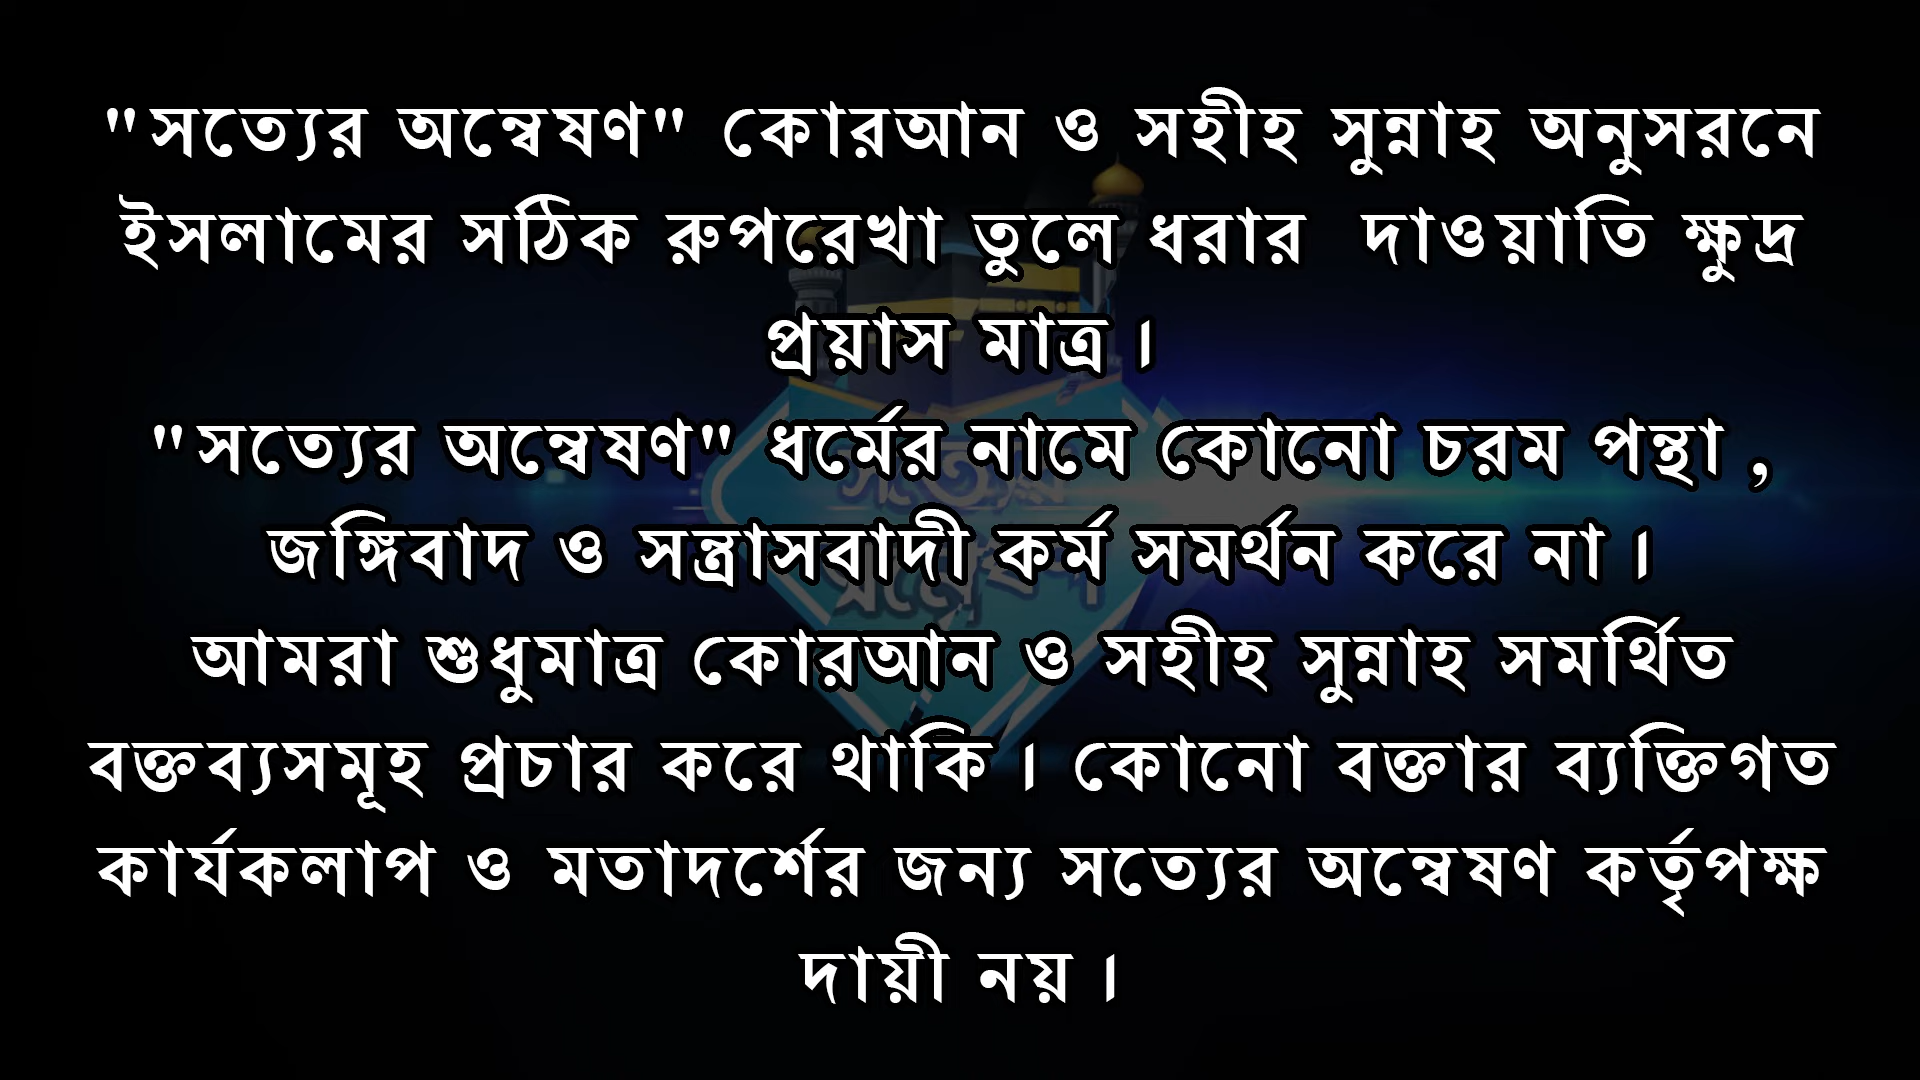 "সত্যের অন্বেষণ" কোরআন ও সহীহ সুন্নাহ অনুসরনে
ইসলামের সঠিক রুপরেখা তুলে ধরার দাওয়াতি ক্ষুদ্র
প্রয়াস মাত্র ।
"সত্যের অন্বেষণ" ধর্মের নামে কোনো চরম পন্থা ,
জঙ্গিবাদ ও সন্ত্রাসবাদী কর্ম সমর্থন করে না ।
আমরা শুধুমাত্র কোরআন ও সহীহ সুন্নাহ সমর্থিত
বক্তব্যসমূহ প্রচার করে থাকি । কোনো বক্তার ব্যক্তিগত
কার্যকলাপ ও মতাদর্শের জন্য সত্যের অন্বেষণ কর্তৃপক্ষ
দায়ী নয় ।